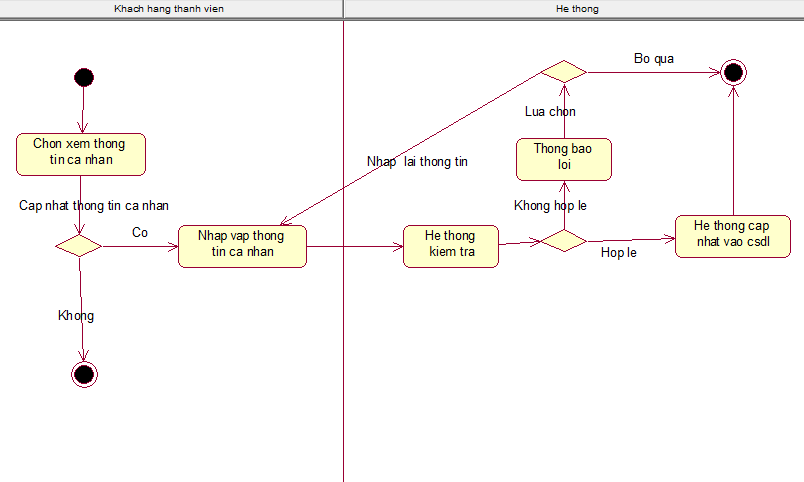 Khach hang thanh vien
He thong
Bo qua
Lua chon
Chon xem thong
tin ca nhan
Thong bao
loi
Nhap lai thong tin
Cap nhat thong tin ca nhan
Khong hop le
Co
Nhap vap thong
tin ca nhan
He thong
kiem tra
He thong cap
nhat vao csdl
Hop le
Khong